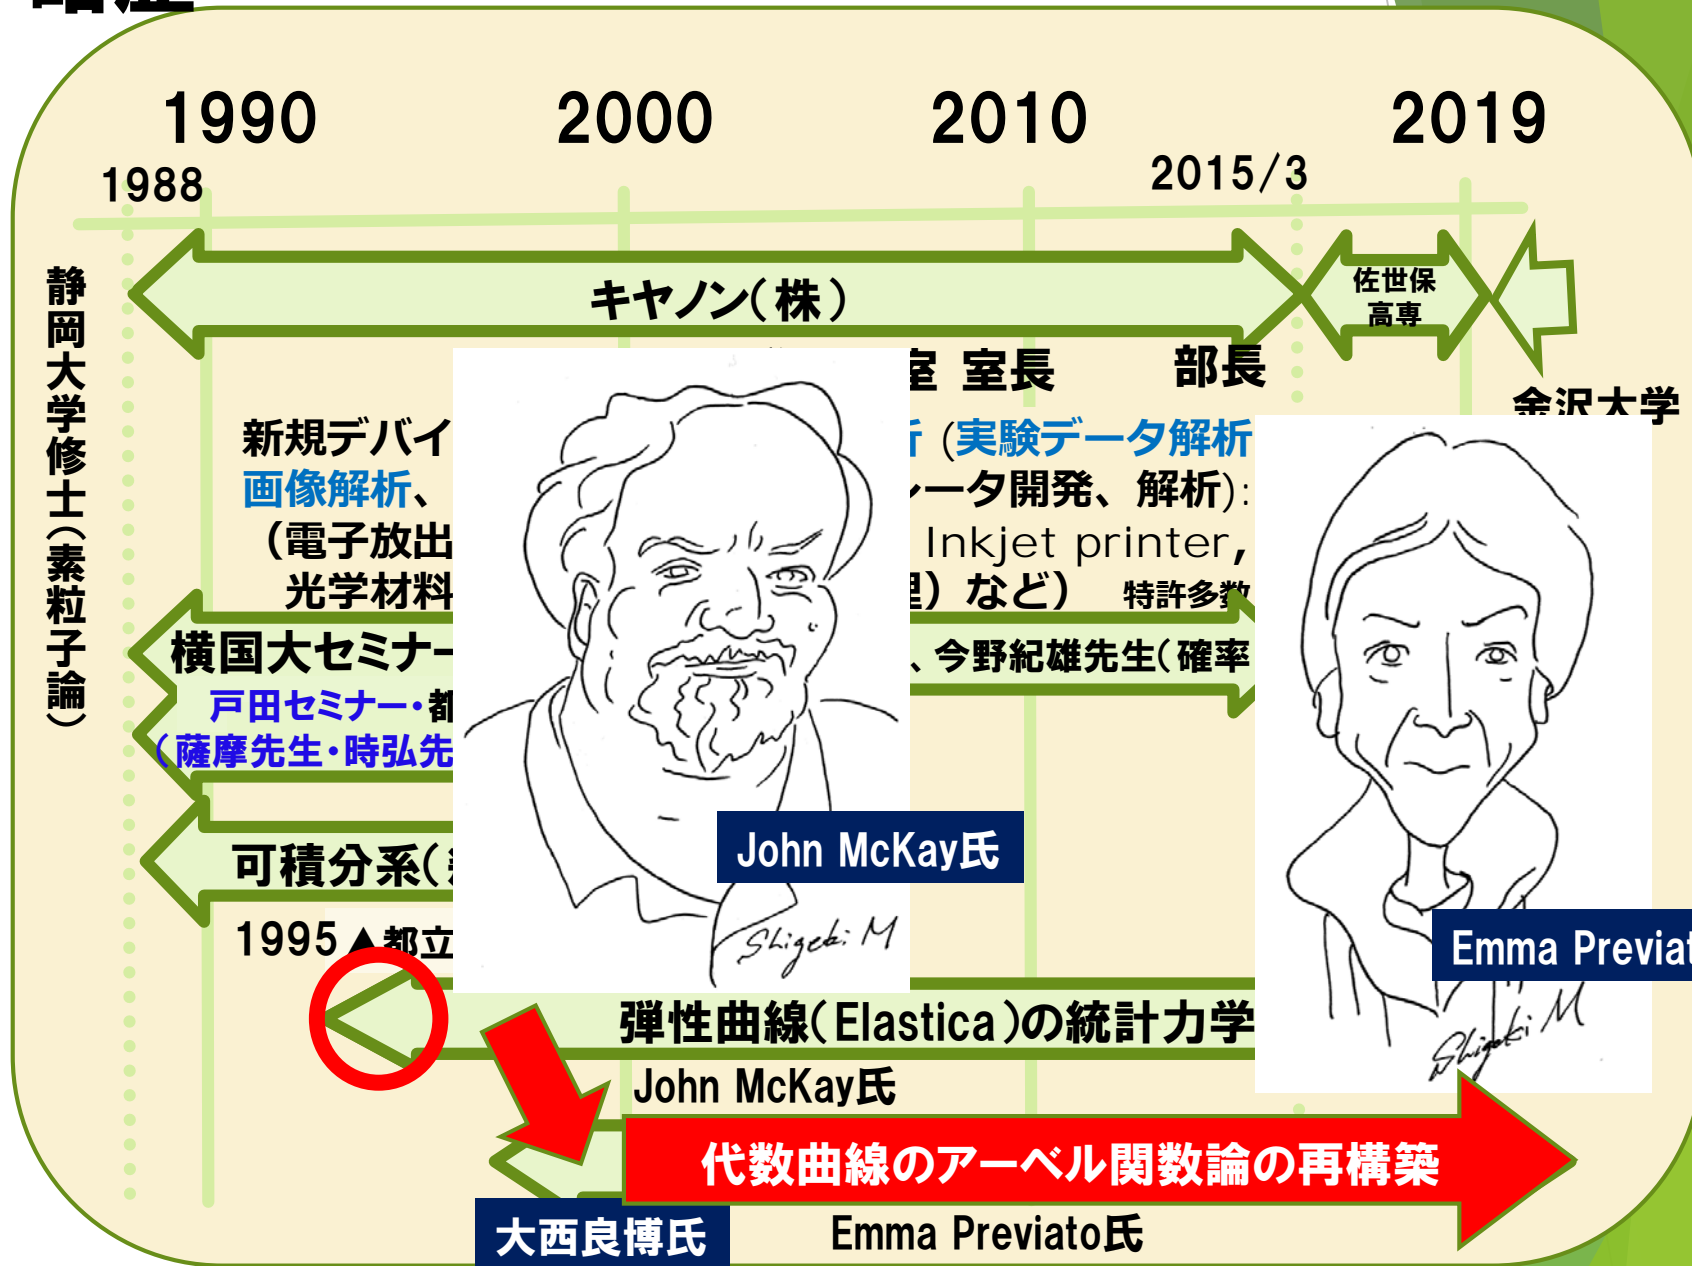 略歴
1990 2000 2010 2019
1988 2015/3
静岡大学修士(素粒子論)
キヤノン(株)
佐世保
高専
室 室長 部長
金沢大学
新規デバイ
析 (実験データ解析
画像解析、
レータ開発、解析):
(電子放出
Inkjet printer,
光学材料
理) など) 特許多数
横国大セミナー
、今野紀雄先生(確率
戸田セミナー・都
(薩摩先生・時弘先
可積分系(
John McKay氏
Shigeki M
1995▲都立
Emma Previat
Shigeki M
弾性曲線(Elastica)の統計力学
John McKay氏
代数曲線のアーベル関数論の再構築
大西良博氏
Emma Previato氏